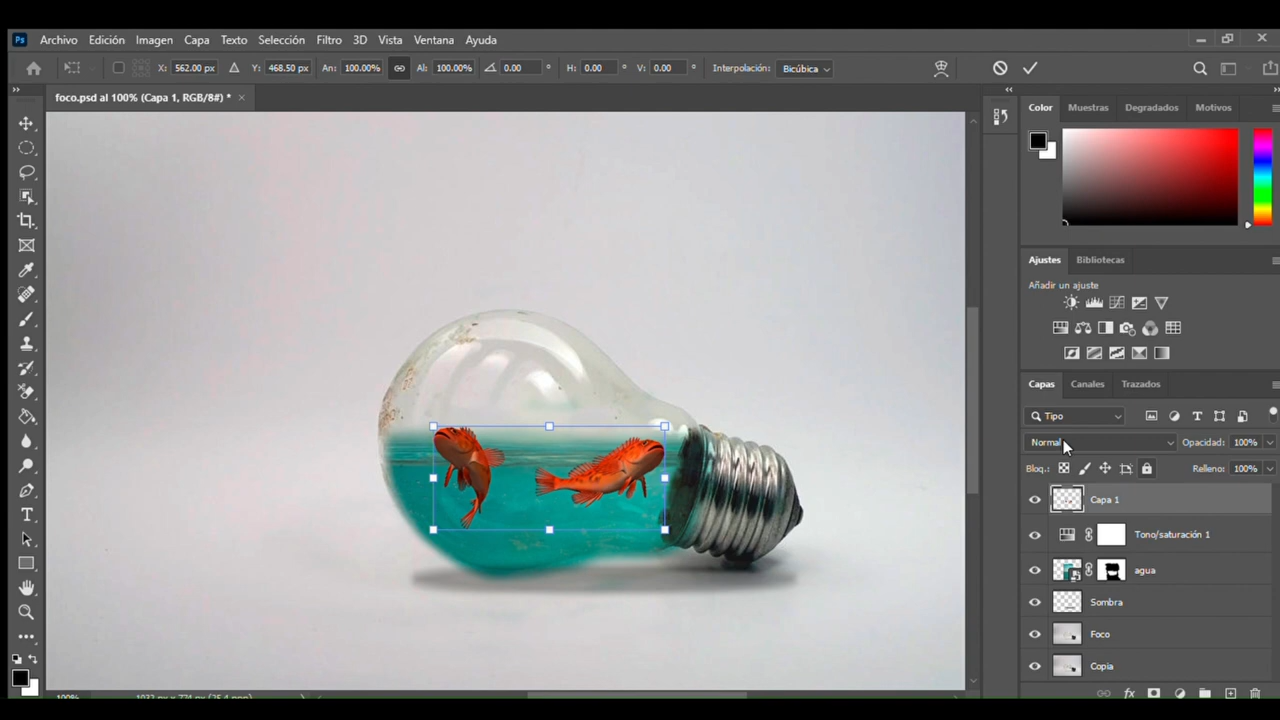 Ps Archivo Edición Imagen Capa Texto Selección Filtro 3D Vista Ventana Ayuda
X: 562.00 px Y: 468.50 px An: 100.00% Al: 100.00% 0.00 ° H: 0.00 ° V: 0.00 ° Interpolación: Bicúbica
foco.psd al 100% (Capa 1, RGB/8#) * ×
Color Muestras Degradados Motivos
Ajustes Bibliotecas
Añadir un ajuste
Capas Canales Trazados
Tipo
Normal Opacidad: 100%
Bloq.: Relleno: 100%
Capa 1
Tono/saturación 1
agua
Sombra
Foco
Copia
fx
100%